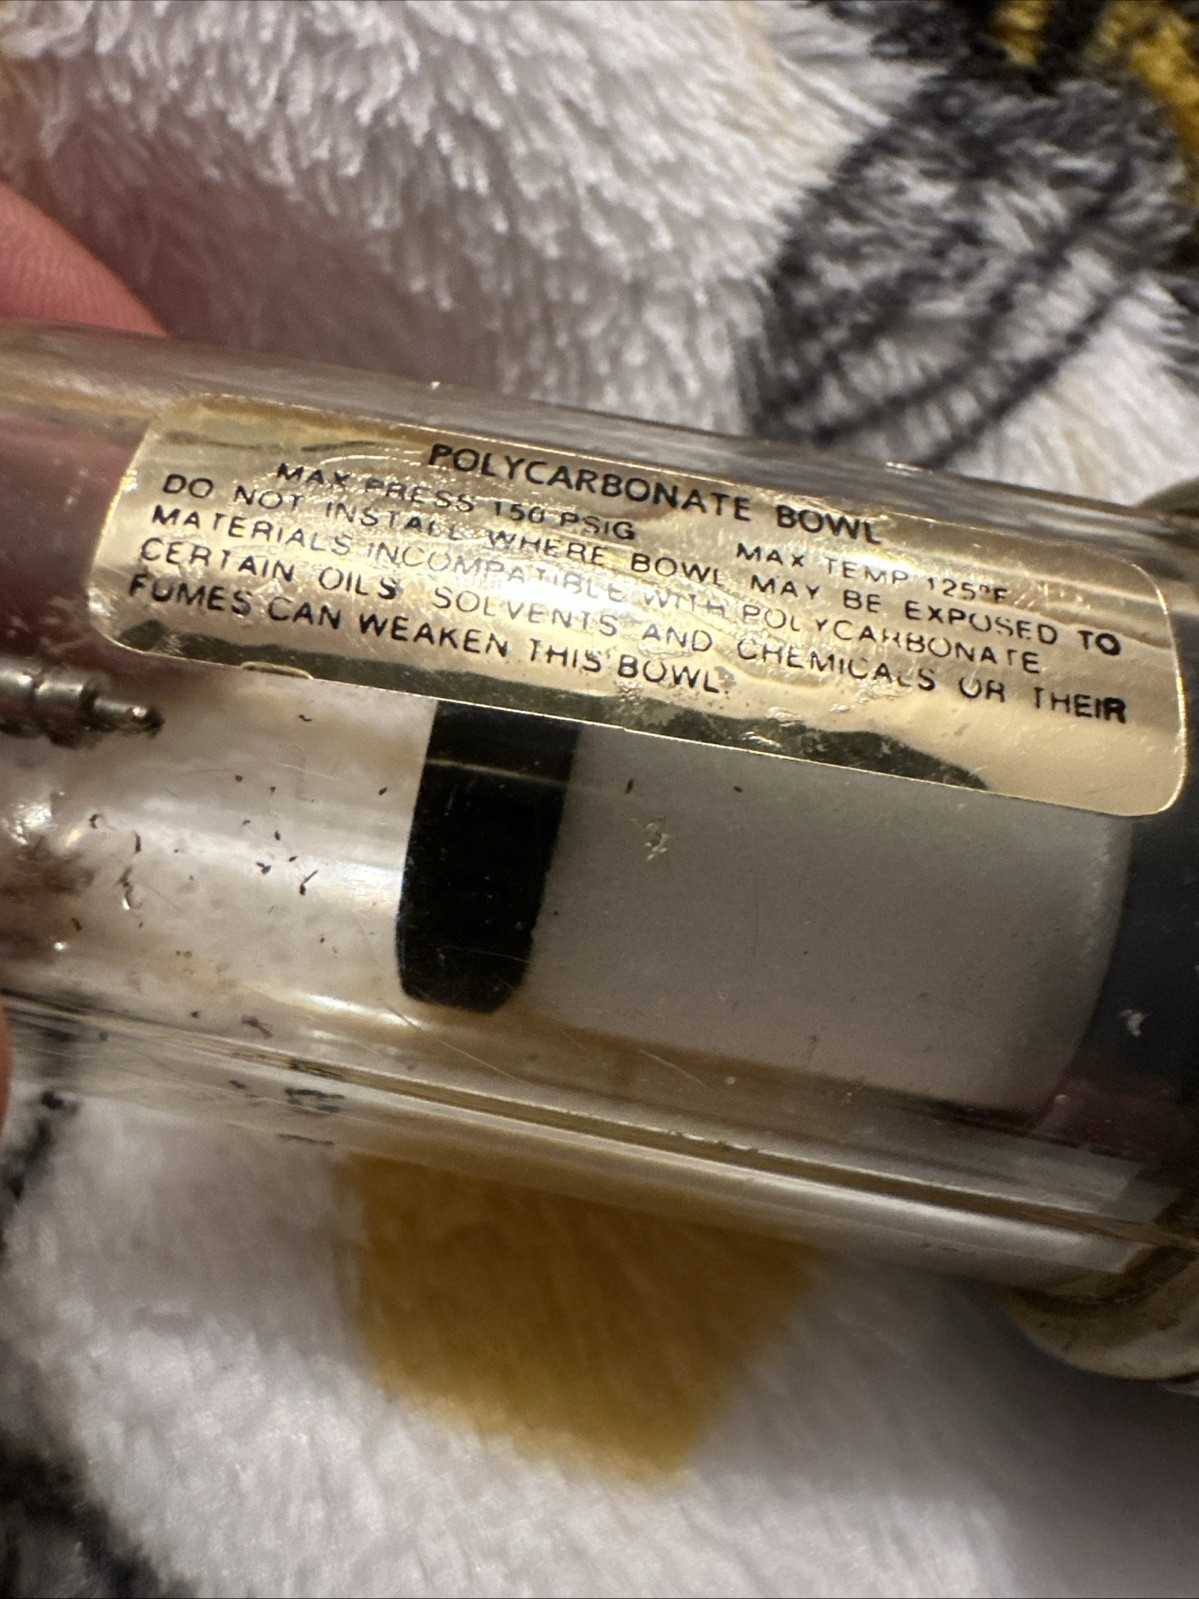 POLYCARBONATE BOWL
MAX PRESS 150 PSIG MAX TEMP 125°F
DO NOT INSTALL WHERE BOWL MAY BE EXPOSED TO
MATERIALS INCOMPATIBLE WITH POLYCARBONATE
CERTAIN OILS SOLVENTS AND CHEMICALS OR THEIR
FUMES CAN WEAKEN THIS BOWL.